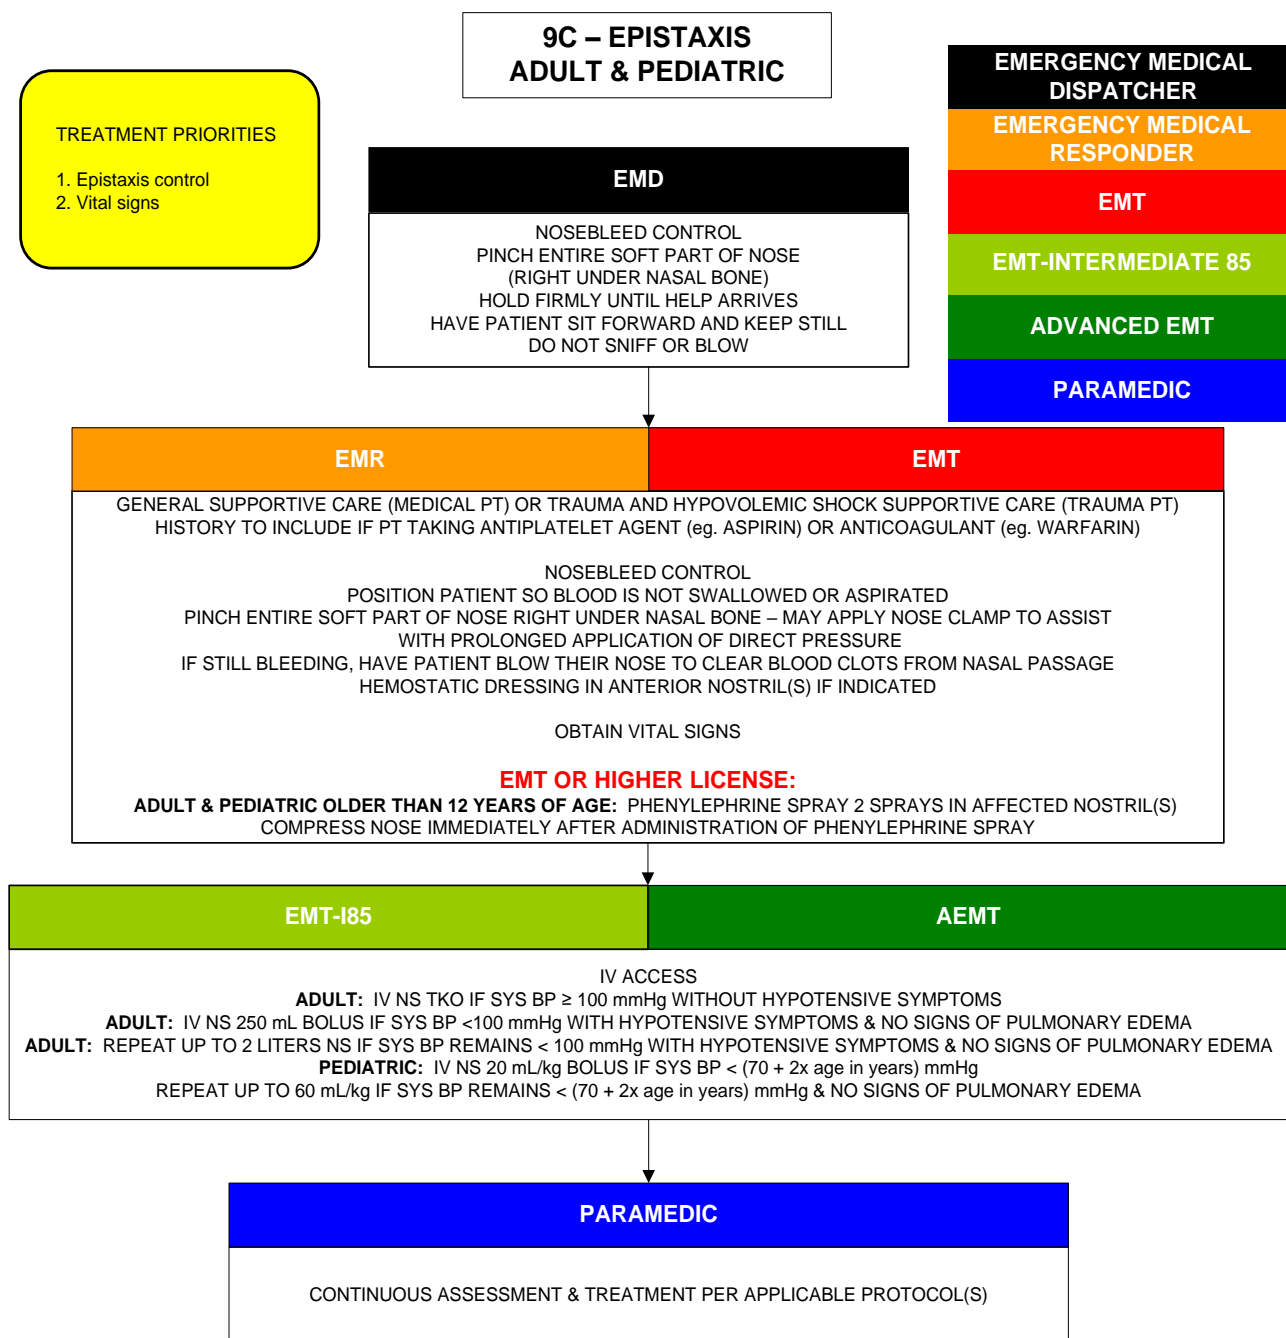 9C – EPISTAXIS
ADULT & PEDIATRIC
TREATMENT PRIORITIES
1. Epistaxis control
2. Vital signs
EMERGENCY MEDICAL
DISPATCHER
EMERGENCY MEDICAL
RESPONDER
EMT
EMT-INTERMEDIATE 85
ADVANCED EMT
PARAMEDIC
EMD
NOSEBLEED CONTROL
PINCH ENTIRE SOFT PART OF NOSE
(RIGHT UNDER NASAL BONE)
HOLD FIRMLY UNTIL HELP ARRIVES
HAVE PATIENT SIT FORWARD AND KEEP STILL
DO NOT SNIFF OR BLOW
EMR
EMT
GENERAL SUPPORTIVE CARE (MEDICAL PT) OR TRAUMA AND HYPOVOLEMIC SHOCK SUPPORTIVE CARE (TRAUMA PT)
HISTORY TO INCLUDE IF PT TAKING ANTIPLATELET AGENT (eg. ASPIRIN) OR ANTICOAGULANT (eg. WARFARIN)
NOSEBLEED CONTROL
POSITION PATIENT SO BLOOD IS NOT SWALLOWED OR ASPIRATED
PINCH ENTIRE SOFT PART OF NOSE RIGHT UNDER NASAL BONE – MAY APPLY NOSE CLAMP TO ASSIST
WITH PROLONGED APPLICATION OF DIRECT PRESSURE
IF STILL BLEEDING, HAVE PATIENT BLOW THEIR NOSE TO CLEAR BLOOD CLOTS FROM NASAL PASSAGE
HEMOSTATIC DRESSING IN ANTERIOR NOSTRIL(S) IF INDICATED
OBTAIN VITAL SIGNS
EMT OR HIGHER LICENSE:
ADULT & PEDIATRIC OLDER THAN 12 YEARS OF AGE: PHENYLEPHRINE SPRAY 2 SPRAYS IN AFFECTED NOSTRIL(S)
COMPRESS NOSE IMMEDIATELY AFTER ADMINISTRATION OF PHENYLEPHRINE SPRAY
EMT-I85
AEMT
IV ACCESS
ADULT: IV NS TKO IF SYS BP ≥ 100 mmHg WITHOUT HYPOTENSIVE SYMPTOMS
ADULT: IV NS 250 mL BOLUS IF SYS BP <100 mmHg WITH HYPOTENSIVE SYMPTOMS & NO SIGNS OF PULMONARY EDEMA
ADULT: REPEAT UP TO 2 LITERS NS IF SYS BP REMAINS < 100 mmHg WITH HYPOTENSIVE SYMPTOMS & NO SIGNS OF PULMONARY EDEMA
PEDIATRIC: IV NS 20 mL/kg BOLUS IF SYS BP < (70 + 2x age in years) mmHg
REPEAT UP TO 60 mL/kg IF SYS BP REMAINS < (70 + 2x age in years) mmHg & NO SIGNS OF PULMONARY EDEMA
PARAMEDIC
CONTINUOUS ASSESSMENT & TREATMENT PER APPLICABLE PROTOCOL(S)